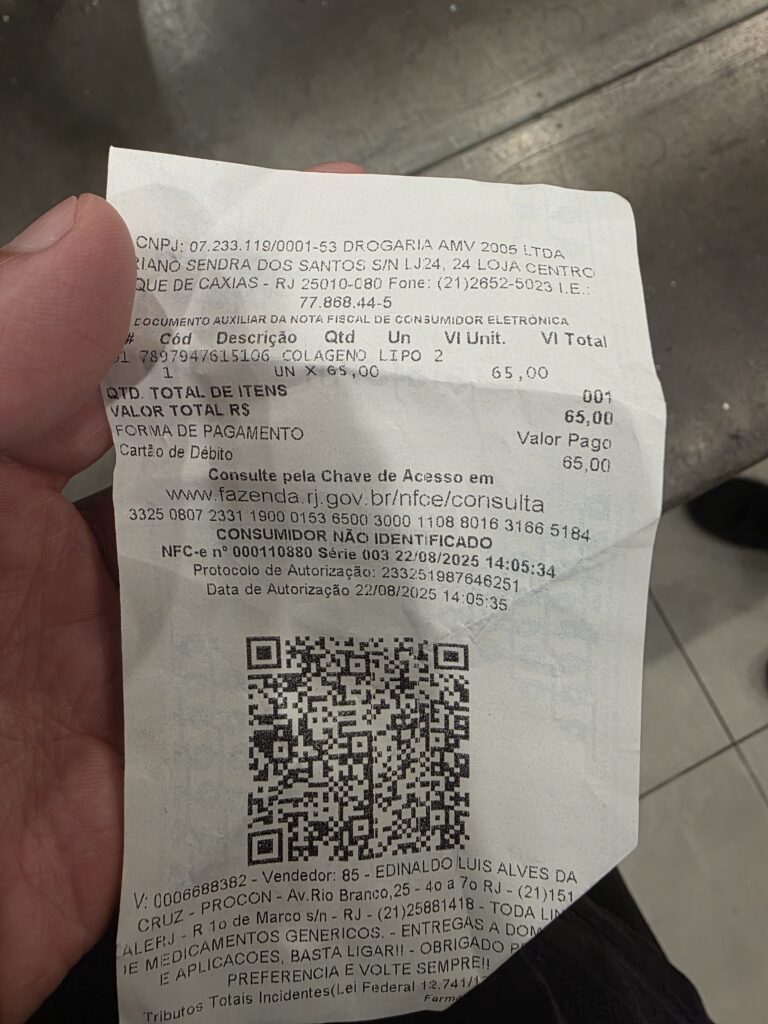 CNPJ: 07.233.119/0001-53 DROGARIA AMV 2005 LTDA
RIANO SENDRA DOS SANTOS S/N LJ24, 24 LOJA CENTRO
QUE DE CAXIAS - RJ 25010-080 Fone: (21)2652-5023 I.E.:
77.868.44-5
DOCUMENTO AUXILIAR DA NOTA FISCAL DE CONSUMIDOR ELETRÔNICA
# Cód Descrição Qtd Un Vl Unit. Vl Total
01 7897947615106 COLAGENO LIPO 2
1 UN X 65,00 65,00
QTD. TOTAL DE ITENS 001
VALOR TOTAL R$ 65,00
FORMA DE PAGAMENTO Valor Pago
Cartão de Débito 65,00
Consulte pela Chave de Acesso em
www.fazenda.rj.gov.br/nfce/consulta
3325 0807 2331 1900 0153 6500 3000 1108 8016 3166 5184
CONSUMIDOR NÃO IDENTIFICADO
NFC-e nº 000110880 Série 003 22/08/2025 14:05:34
Protocolo de Autorização: 233251987646251
Data de Autorização 22/08/2025 14:05:35
V: 0006688382 - Vendedor: 85 - EDINALDO LUIS ALVES DA
CRUZ - PROCON - Av.Rio Branco,25 - 4o a 7o RJ - (21)151
ALERJ - R 1o de Marco s/n - RJ - (21)25881418 - TODA LIN
DE MEDICAMENTOS GENERICOS. - ENTREGAS A DOM
E APLICACOES, BASTA LIGAR!! - OBRIGADO P
PREFERENCIA E VOLTE SEMPRE!!
Tributos Totais Incidentes(Lei Federal 12.741/1
Farma